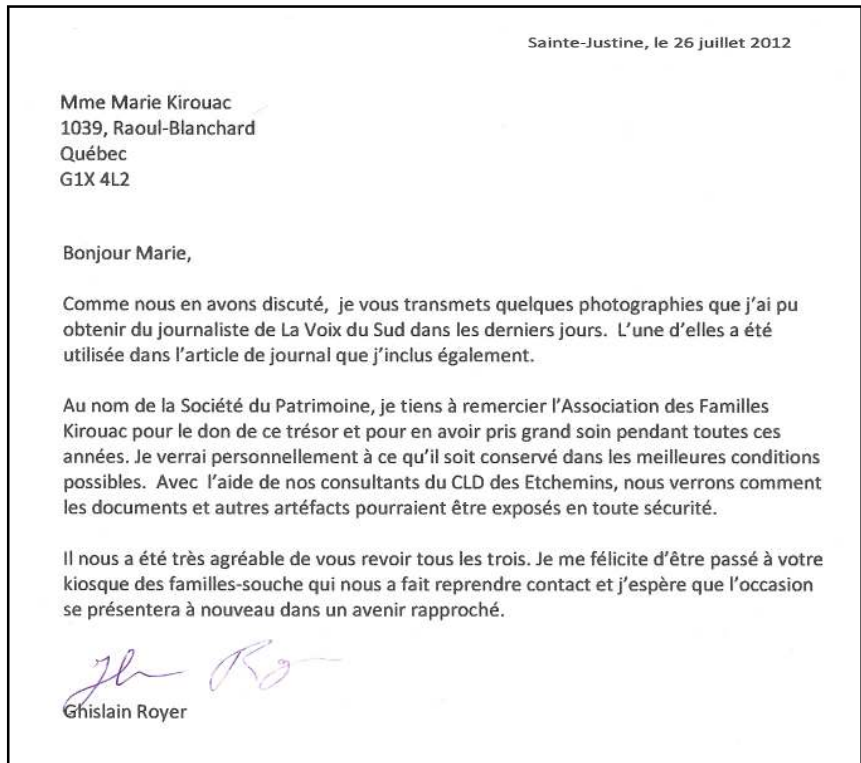 Sainte-Justine, le 26 juillet 2012
Mme Marie Kirouac
1039, Raoul-Blanchard
Québec
G1X 4L2
Bonjour Marie,
Comme nous en avons discuté, je vous transmets quelques photographies que j'ai pu
obtenir du journaliste de La Voix du Sud dans les derniers jours. L'une d'elles a été
utilisée dans l'article de journal que j'inclus également.
Au nom de la Société du Patrimoine, je tiens à remercier l'Association des Familles
Kirouac pour le don de ce trésor et pour en avoir pris grand soin pendant toutes ces
années. Je verrai personnellement à ce qu'il soit conservé dans les meilleures conditions
possibles. Avec l'aide de nos consultants du CLD des Etchemins, nous verrons comment
les documents et autres artéfacts pourraient être exposés en toute sécurité.
Il nous a été très agréable de vous revoir tous les trois. Je me félicite d'être passé à votre
kiosque des familles-souche qui nous a fait reprendre contact et j'espère que l'occasion
se présentera à nouveau dans un avenir rapproché.
Ghislain Royer